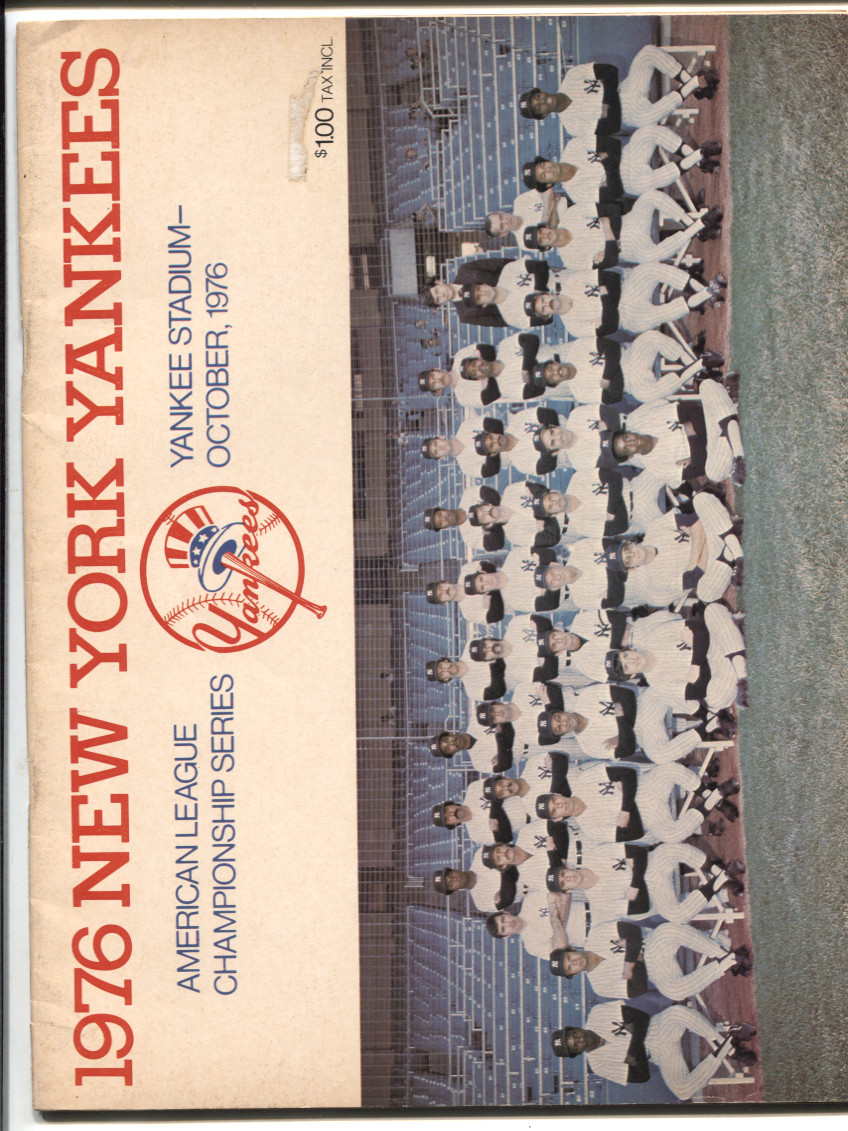 1976 NEW YORK YANKEES
AMERICAN LEAGUE
CHAMPIONSHIP SERIES
Yankees
YANKEE STADIUM–
OCTOBER, 1976
$1.00 TAX INCL.